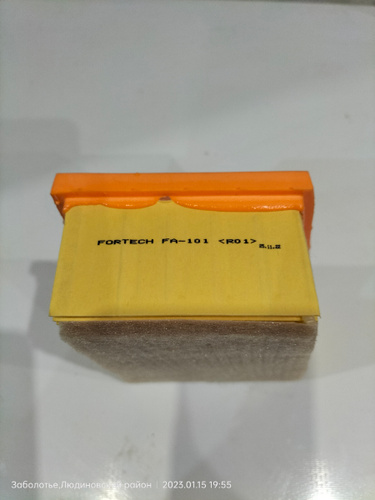 FORTECH FA-101 <R01>
Заболотье,Людиновский район | 2023.01.15 19:55